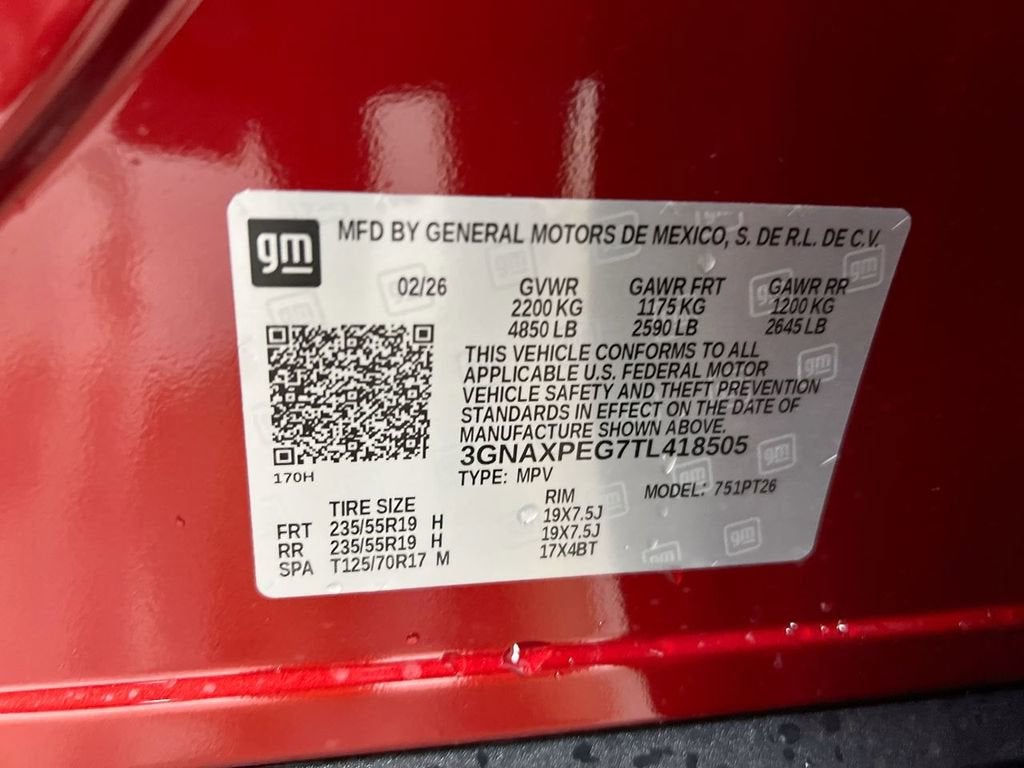 gm
MFD BY GENERAL MOTORS DE MEXICO, S. DE R.L. DE C.V.
02/26 GVWR GAWR FRT GAWR RR
2200 KG 1175 KG 1200 KG
4850 LB 2590 LB 2645 LB
THIS VEHICLE CONFORMS TO ALL
APPLICABLE U.S. FEDERAL MOTOR
VEHICLE SAFETY AND THEFT PREVENTION
STANDARDS IN EFFECT ON THE DATE OF
MANUFACTURE SHOWN ABOVE.
3GNAXPEG7TL418505
170H
TYPE: MPV MODEL: 751PT26
TIRE SIZE RIM
FRT 235/55R19 H 19X7.5J
RR 235/55R19 H 19X7.5J
SPA T125/70R17 M 17X4BT